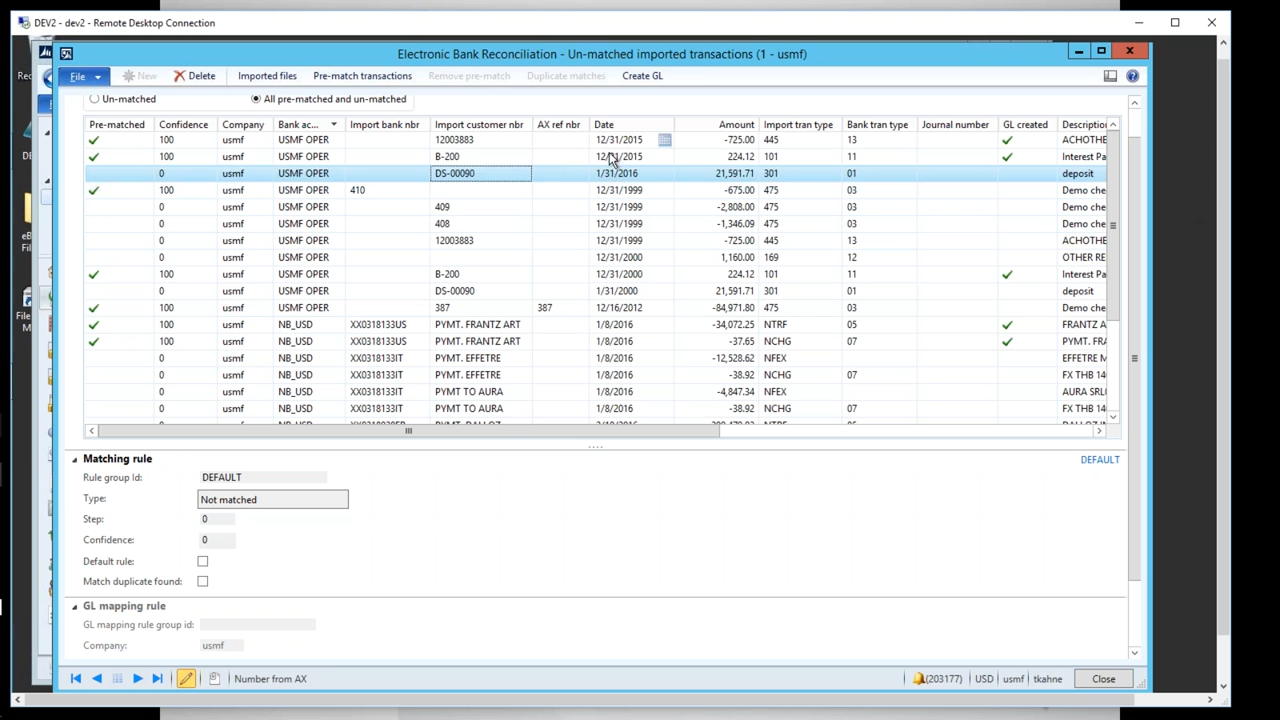 DEV2 - dev2 - Remote Desktop Connection
Electronic Bank Reconciliation - Un-matched imported transactions (1 - usmf)
File New Delete Imported files Pre-match transactions Remove pre-match Duplicate matches Create GL
Un-matched All pre-matched and un-matched
Pre-matched Confidence Company Bank ac... Import bank nbr Import customer nbr AX ref nbr Date Amount Import tran type Bank tran type Journal number GL created Description
100 usmf USMF OPER 12003883 12/31/2015 -725.00 445 13 ACHOTHE
100 usmf USMF OPER B-200 12/31/2015 224.12 101 11 Interest Pa
0 usmf USMF OPER DS-00090 1/31/2016 21,591.71 301 01 deposit
100 usmf USMF OPER 410 12/31/1999 -675.00 475 03 Demo che
0 usmf USMF OPER 409 12/31/1999 -2,808.00 475 03 Demo che
0 usmf USMF OPER 408 12/31/1999 -1,346.09 475 03 Demo che
0 usmf USMF OPER 12003883 12/31/1999 -725.00 445 13 ACHOTHE
0 usmf USMF OPER 12/31/2000 1,160.00 169 12 OTHER RE
100 usmf USMF OPER B-200 12/31/2000 224.12 101 11 Interest Pa
0 usmf USMF OPER DS-00090 1/31/2000 21,591.71 301 01 deposit
100 usmf USMF OPER 387 387 12/16/2012 -84,971.80 475 03 Demo che
100 usmf NB_USD XX0318133US PYMT. FRANTZ ART 1/8/2016 -34,072.25 NTRF 05 FRANTZ A
100 usmf NB_USD XX0318133US PYMT. FRANTZ ART 1/8/2016 -37.65 NCHG 07 PYMT. FR
0 usmf NB_USD XX0318133IT PYMT. EFFETRE 1/8/2016 -12,528.62 NFEX EFFETRE M
0 usmf NB_USD XX0318133IT PYMT. EFFETRE 1/8/2016 -38.92 NCHG 07 FX THB 14
0 usmf NB_USD XX0318133IT PYMT TO AURA 1/8/2016 -4,847.34 NFEX AURA SRL
0 usmf NB_USD XX0318133IT PYMT TO AURA 1/8/2016 -38.92 NCHG 07 FX THB 14
Matching rule DEFAULT
Rule group Id: DEFAULT
Type: Not matched
Step: 0
Confidence: 0
Default rule:
Match duplicate found:
GL mapping rule
GL mapping rule group id:
Company: usmf
Number from AX (203177) USD usmf tkahne Close